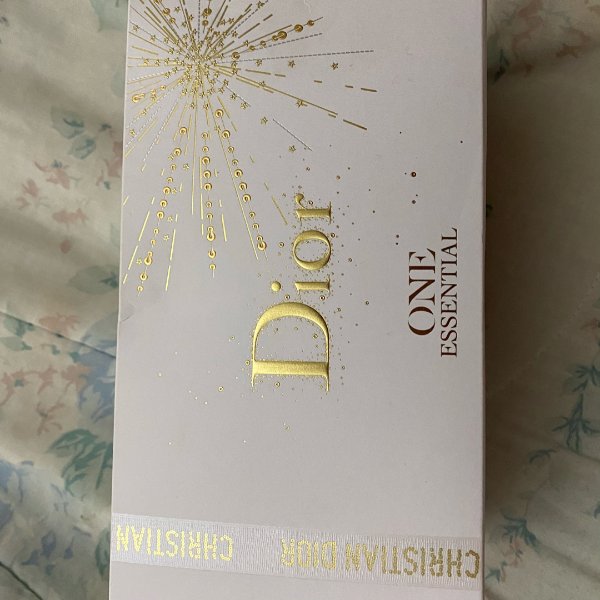 Dior
ONE
ESSENTIAL
CHRISTIAN DIOR CHRISTIAN